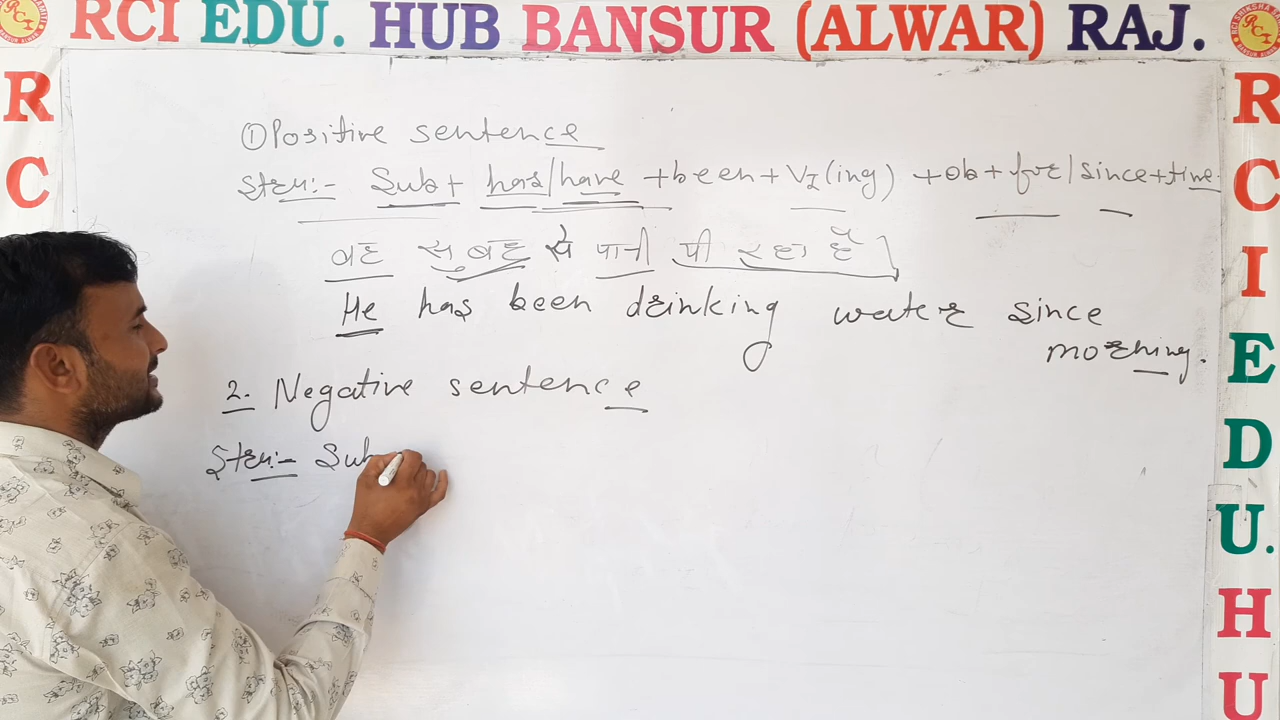 RCI EDU. HUB BANSUR (ALWAR) RAJ.
① Positive sentence
Stru:- Sub+ has/have +been+V₁(ing) +ob+for/since+time.
वह सुबह से पानी पी रहा है।
He has been drinking water since
morning.
2. Negative sentence
Stru:- Sub
R
C
R
C
I
E
D
U.
H
U